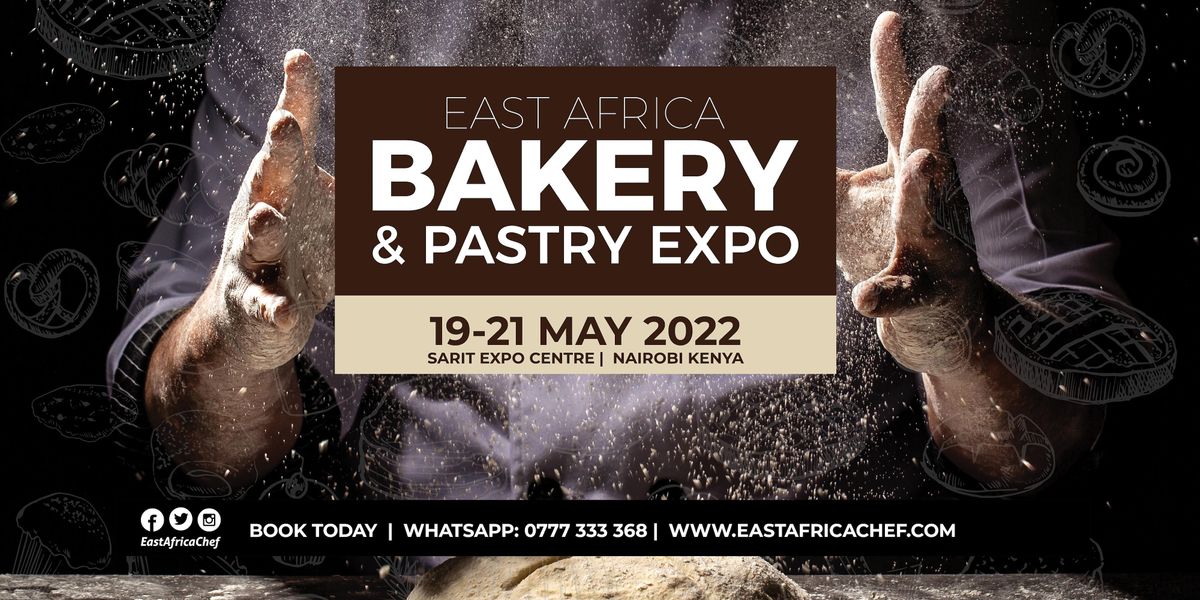 EAST AFRICA
BAKERY
& PASTRY EXPO
19-21 MAY 2022
SARIT EXPO CENTRE | NAIROBI KENYA
EastAfricaChef
BOOK TODAY | WHATSAPP: 0777 333 368 | WWW.EASTAFRICACHEF.COM